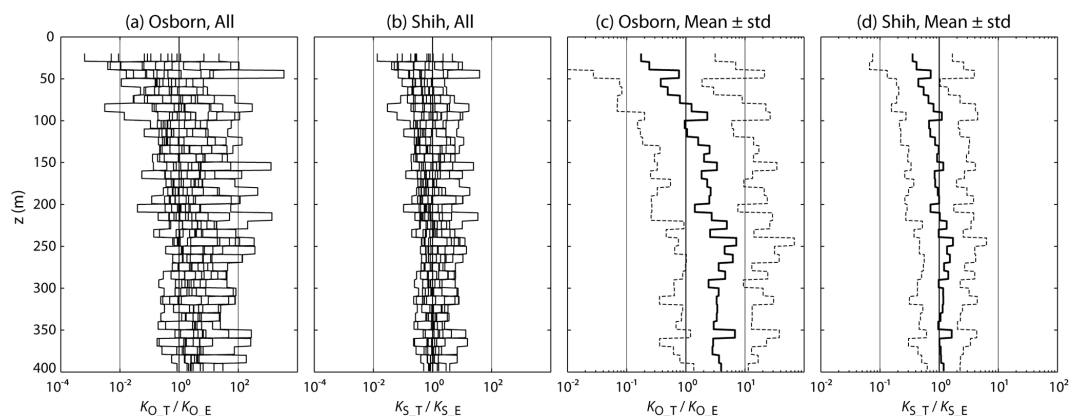 (a) Osborn, All (b) Shih, All (c) Osborn, Mean ± std (d) Shih, Mean ± std
0
50
100
150
200
250
300
350
400
z (m)
10-4 10-2 100 102 10-4 10-2 100 102 10-2 10-1 100 101 10-2 10-1 100 101 102
KO_T / KO_E KS_T / KS_E KO_T / KO_E KS_T / KS_E